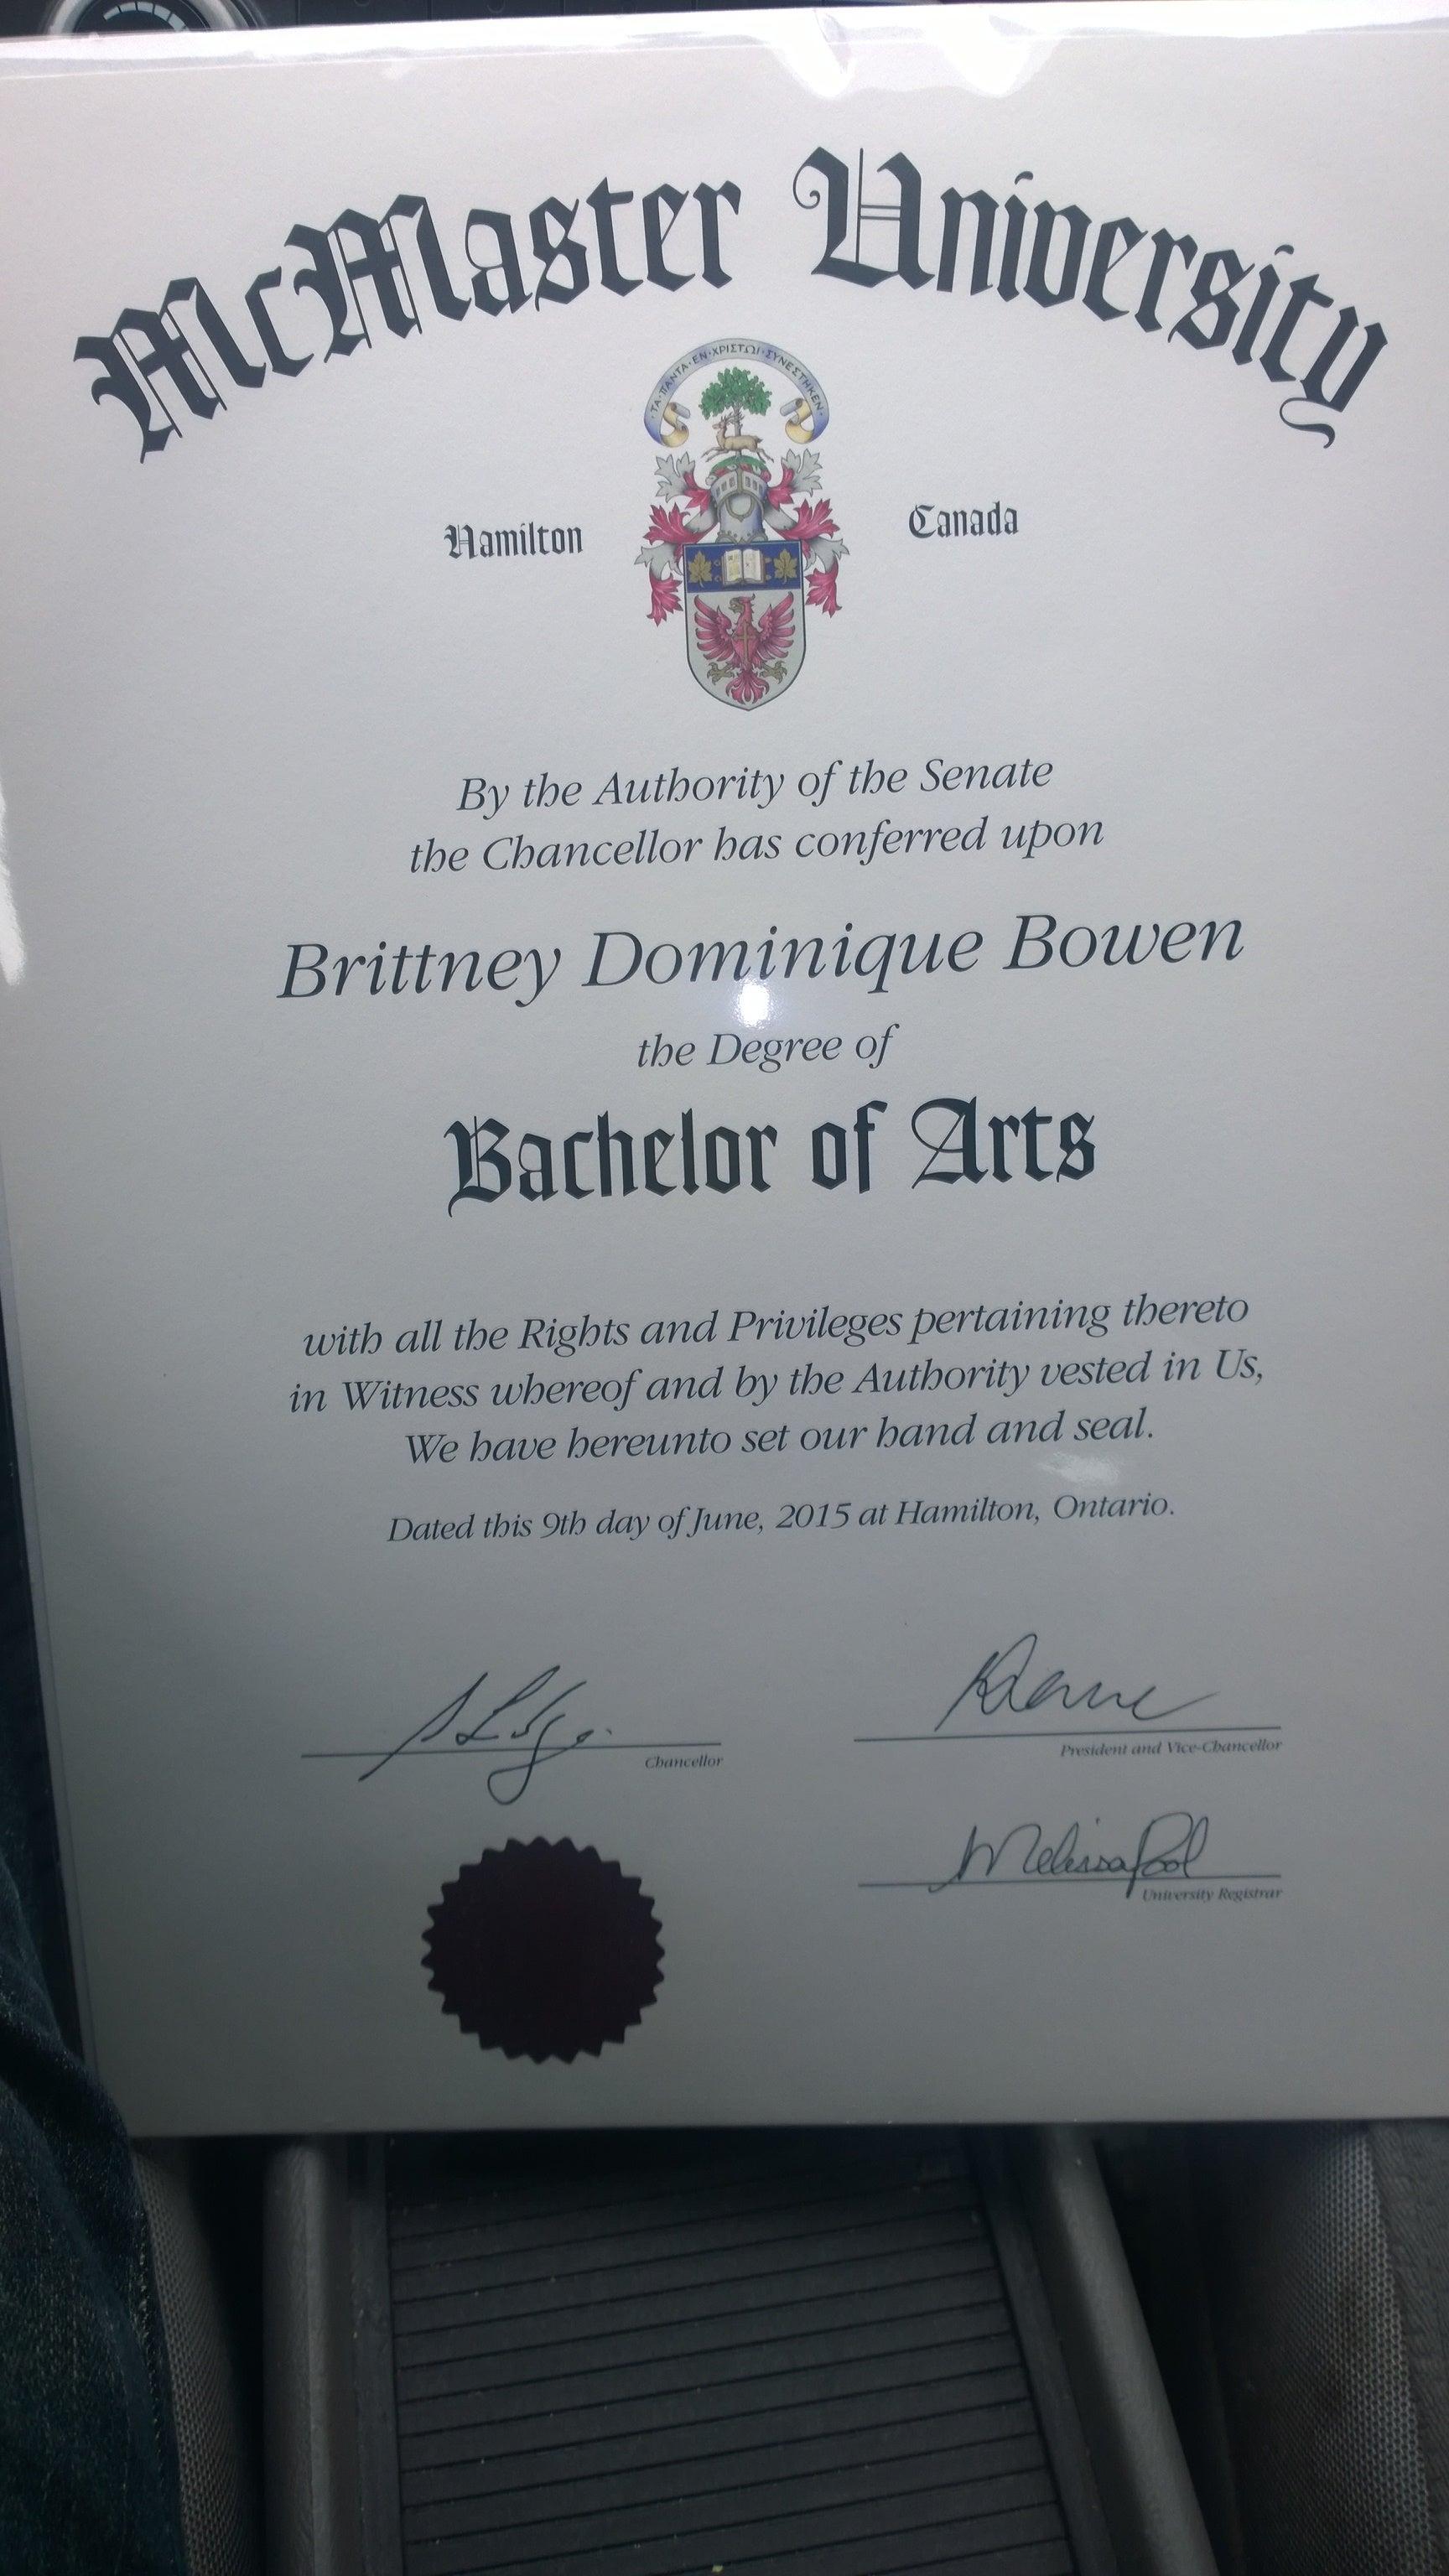 McMaster University
ΤΑ·ΠΑΝΤΑ·ΕΝ·ΧΡΙΣΤΩΙ·ΣΥΝΕΣΤΗΚΕΝ
Hamilton Canada
By the Authority of the Senate
the Chancellor has conferred upon
Brittney Dominique Bowen
the Degree of
Bachelor of Arts
with all the Rights and Privileges pertaining thereto
in Witness whereof and by the Authority vested in Us,
We have hereunto set our hand and seal.
Dated this 9th day of June, 2015 at Hamilton, Ontario.
Chancellor
President and Vice-Chancellor
Melissa Pool
University Registrar